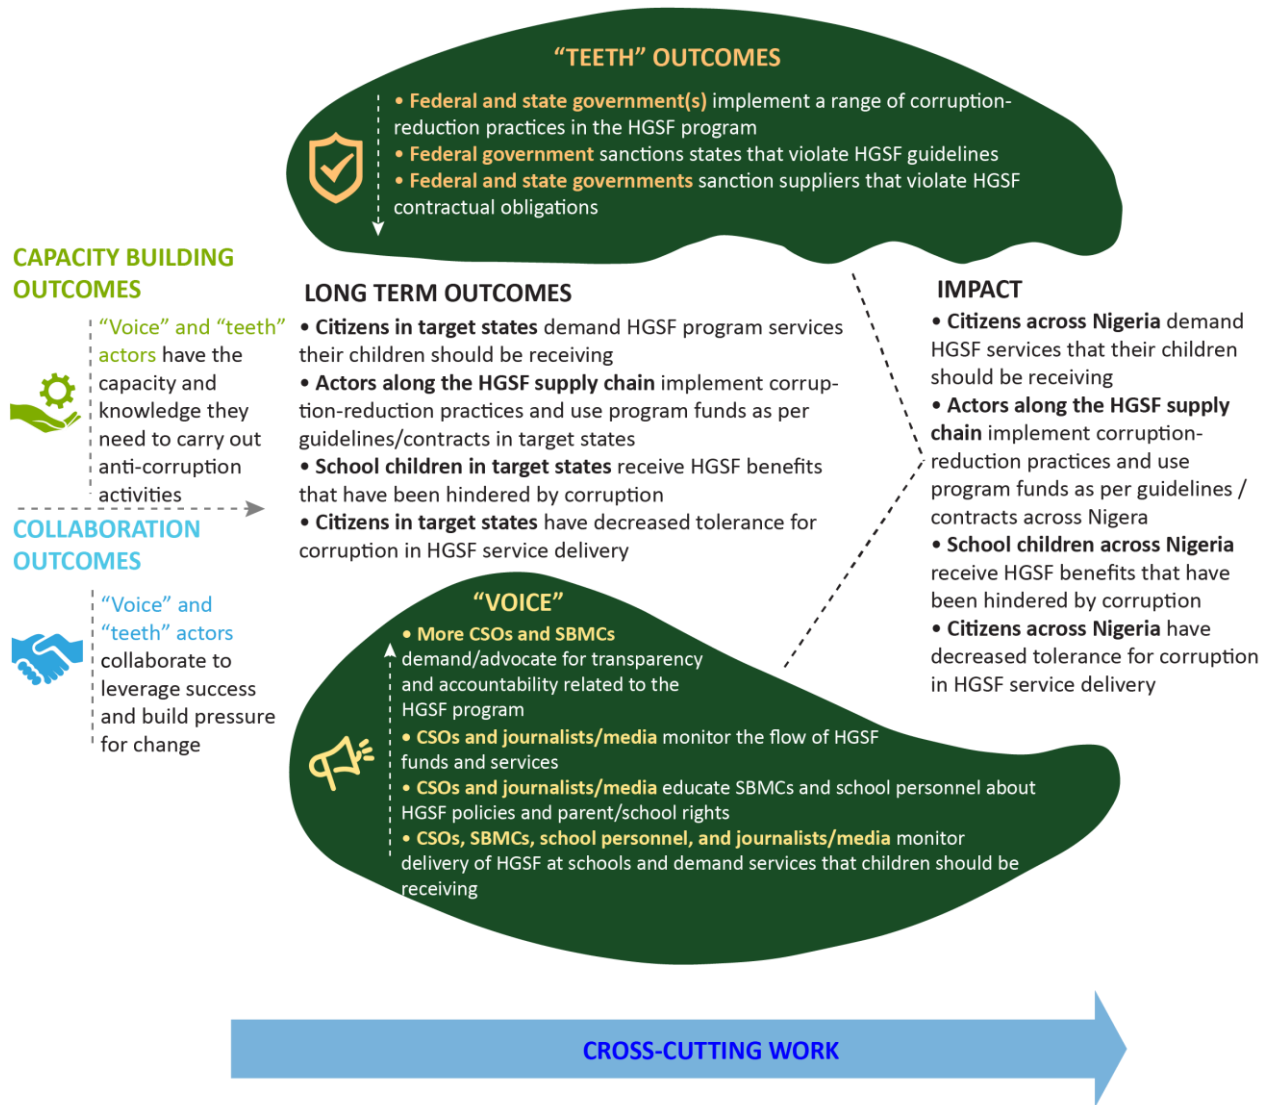 “TEETH” OUTCOMES
• Federal and state government(s) implement a range of corruption-
reduction practices in the HGSF program
• Federal government sanctions states that violate HGSF guidelines
• Federal and state governments sanction suppliers that violate HGSF
contractual obligations
CAPACITY BUILDING
OUTCOMES
“Voice” and “teeth”
actors have the
capacity and
knowledge they
need to carry out
anti-corruption
activities
COLLABORATION
OUTCOMES
“Voice” and
“teeth” actors
collaborate to
leverage success
and build pressure
for change
LONG TERM OUTCOMES
• Citizens in target states demand HGSF program services
their children should be receiving
• Actors along the HGSF supply chain implement corrup-
tion-reduction practices and use program funds as per
guidelines/contracts in target states
• School children in target states receive HGSF benefits
that have been hindered by corruption
• Citizens in target states have decreased tolerance for
corruption in HGSF service delivery
“VOICE”
• More CSOs and SBMCs
demand/advocate for transparency
and accountability related to the
HGSF program
• CSOs and journalists/media monitor the flow of HGSF
funds and services
• CSOs and journalists/media educate SBMCs and school personnel about
HGSF policies and parent/school rights
• CSOs, SBMCs, school personnel, and journalists/media monitor
delivery of HGSF at schools and demand services that children should be
receiving
IMPACT
• Citizens across Nigeria demand
HGSF services that their children
should be receiving
• Actors along the HGSF supply
chain implement corruption-
reduction practices and use
program funds as per guidelines /
contracts across Nigera
• School children across Nigeria
receive HGSF benefits that have
been hindered by corruption
• Citizens across Nigeria have
decreased tolerance for corruption
in HGSF service delivery
CROSS-CUTTING WORK